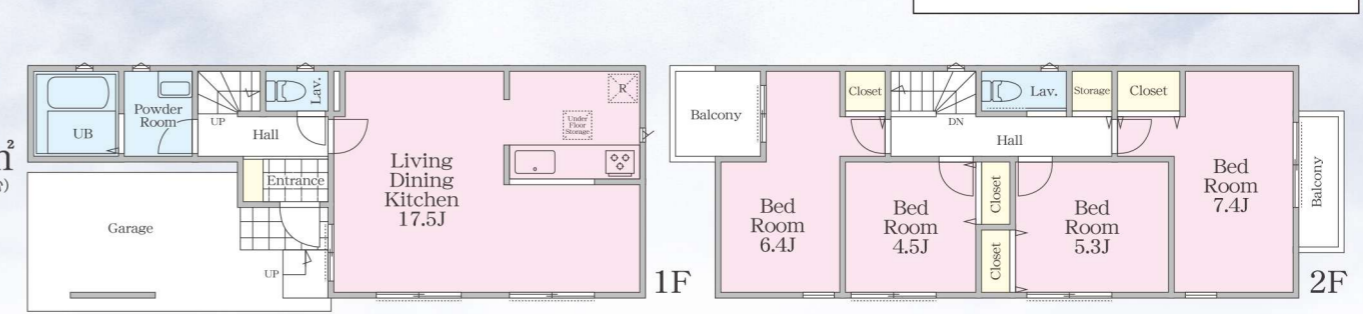 UB
Powder
Room
UP
Lav.
Hall
Entrance
Garage
UP
Living
Dining
Kitchen
17.5J
R
Under
Floor
Storage
1F
Balcony
Closet
DN
Lav.
Storage
Closet
Hall
Bed
Room
6.4J
Bed
Room
4.5J
Closet
Closet
Bed
Room
5.3J
Bed
Room
7.4J
Balcony
2F